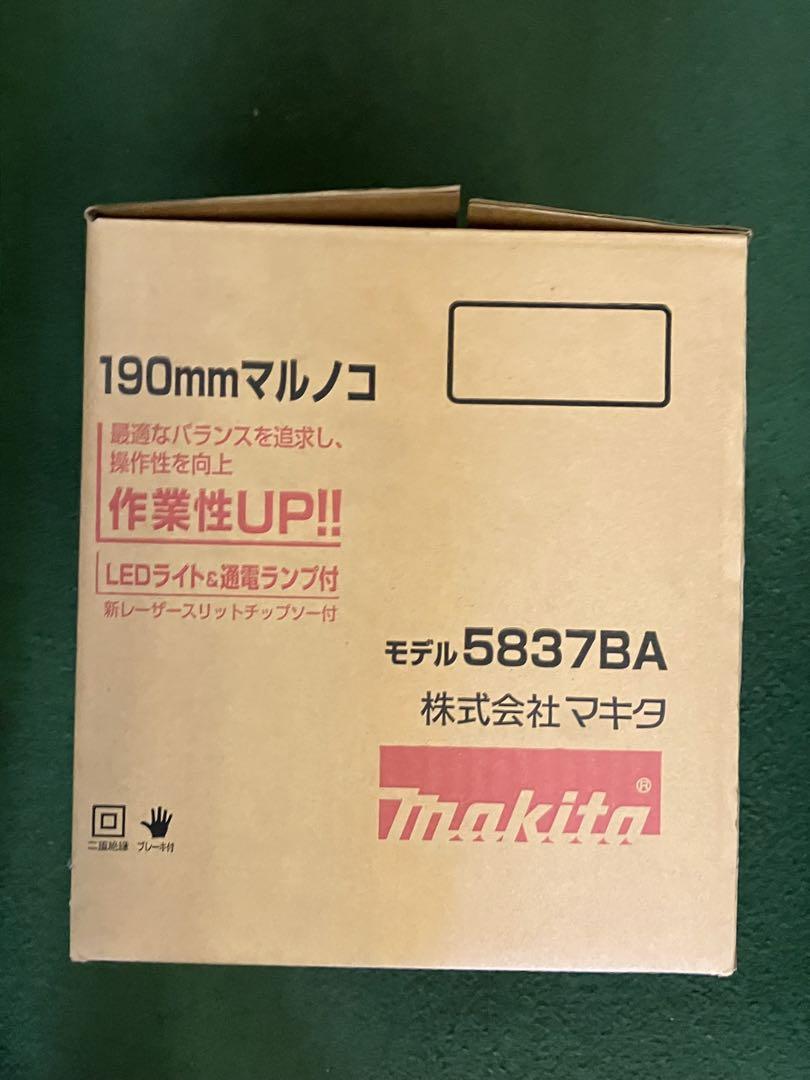 190mmマルノコ
最適なバランスを追求し、
操作性を向上
作業性UP!!
LEDライト&通電ランプ付
新レーザースリットチップソー付
モデル5837BA
株式会社マキタ
makita®
二重絶縁
ブレーキ付